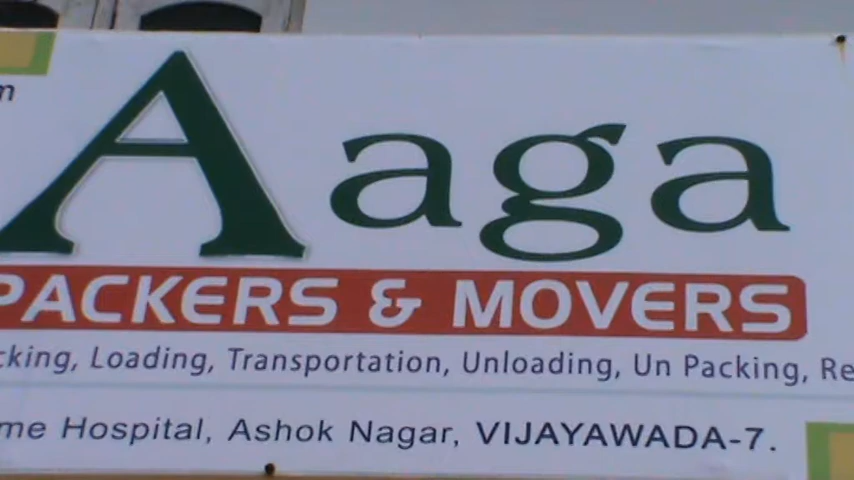 Aaga
PACKERS & MOVERS
Loading, Transportation, Unloading, Un Packing,
Hospital, Ashok Nagar, VIJAYAWADA-7.